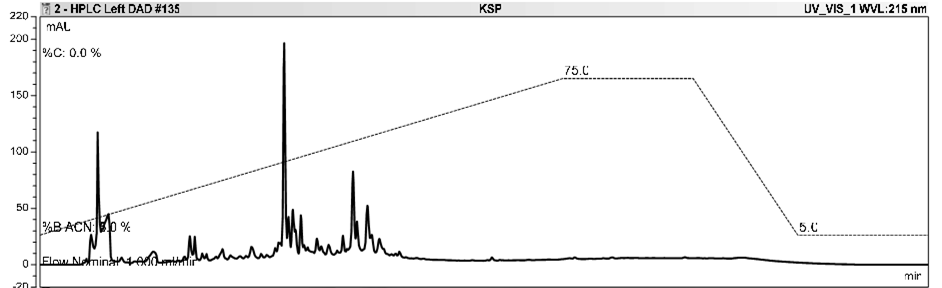 2 - HPLC Left DAD #135 KSP UV_VIS_1 WVL:215 nm
220
mAU
200
%C: 0.0 %
75.0
150
100
50
%B ACN: 5.0 %
5.0
Flow Nominal: 1.000 ml/min
0
min
-20